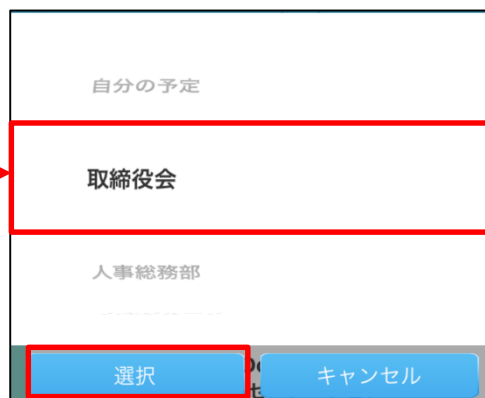 自分の予定
取締役会
人事総務部
選択
キャンセル